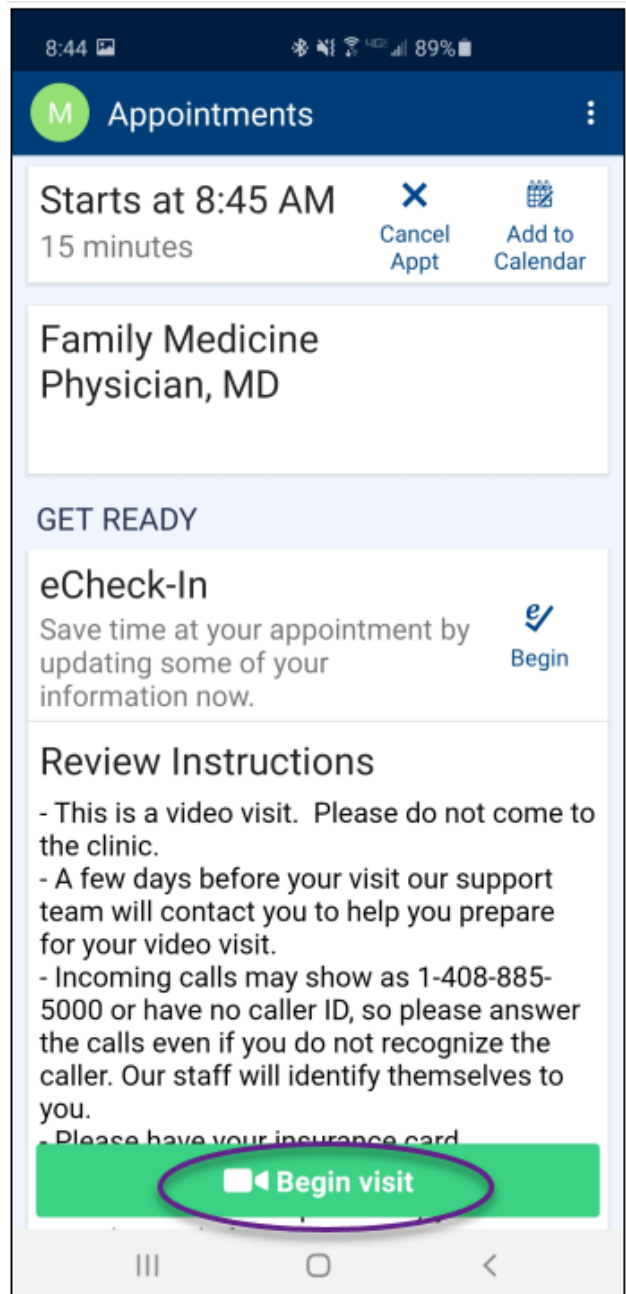 8:44 89%
M Appointments
Starts at 8:45 AM
15 minutes
Cancel
Appt
Add to
Calendar
Family Medicine
Physician, MD
GET READY
eCheck-In
Save time at your appointment by
updating some of your
information now.
Begin
Review Instructions
- This is a video visit.  Please do not come to
the clinic.
- A few days before your visit our support
team will contact you to help you prepare
for your video visit.
- Incoming calls may show as 1-408-885-
5000 or have no caller ID, so please answer
the calls even if you do not recognize the
caller. Our staff will identify themselves to
you.
- Please have your insurance card
Begin visit